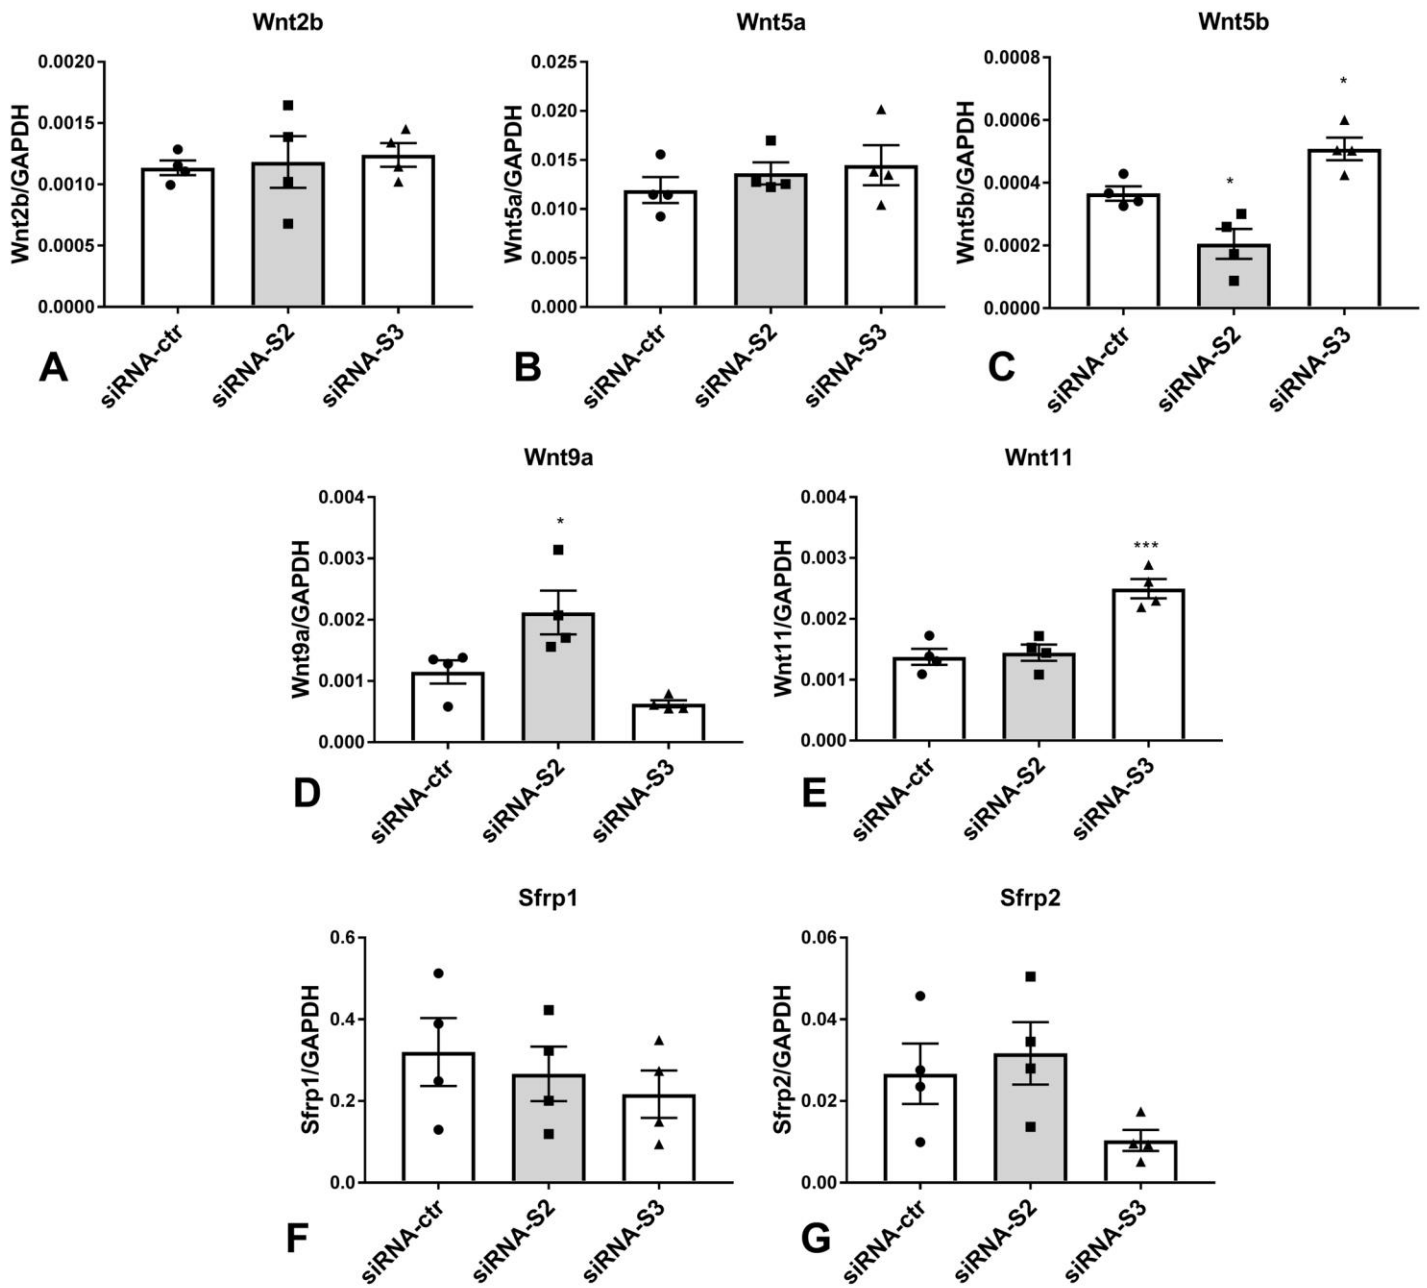 Wnt2b
Wnt2b/GAPDH
0.0020
0.0015
0.0010
0.0005
0.0000
siRNA-ctr
siRNA-S2
siRNA-S3
A
Wnt5a
Wnt5a/GAPDH
0.025
0.020
0.015
0.010
0.005
0.000
siRNA-ctr
siRNA-S2
siRNA-S3
B
Wnt5b
Wnt5b/GAPDH
0.0008
0.0006
0.0004
0.0002
0.0000
*
*
siRNA-ctr
siRNA-S2
siRNA-S3
C
Wnt9a
Wnt9a/GAPDH
0.004
0.003
0.002
0.001
0.000
*
siRNA-ctr
siRNA-S2
siRNA-S3
D
Wnt11
Wnt11/GAPDH
0.004
0.003
0.002
0.001
0.000
***
siRNA-ctr
siRNA-S2
siRNA-S3
E
Sfrp1
Sfrp1/GAPDH
0.6
0.4
0.2
0.0
siRNA-ctr
siRNA-S2
siRNA-S3
F
Sfrp2
Sfrp2/GAPDH
0.06
0.04
0.02
0.00
siRNA-ctr
siRNA-S2
siRNA-S3
G